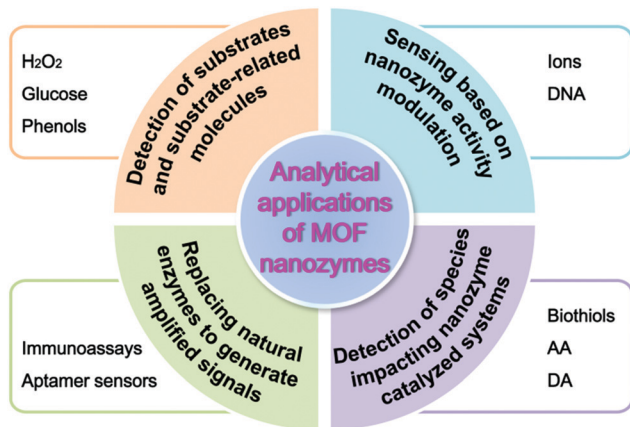 H₂O₂
Glucose
Phenols
Detection of substrates
and substrate-related
molecules
Sensing based on
nanozyme activity
modulation
Ions
DNA
Analytical
applications
of MOF
nanozymes
Immunoassays
Aptamer sensors
Replacing natural
enzymes to generate
amplified signals
Detection of species
impacting nanozyme
catalyzed systems
Biothiols
AA
DA